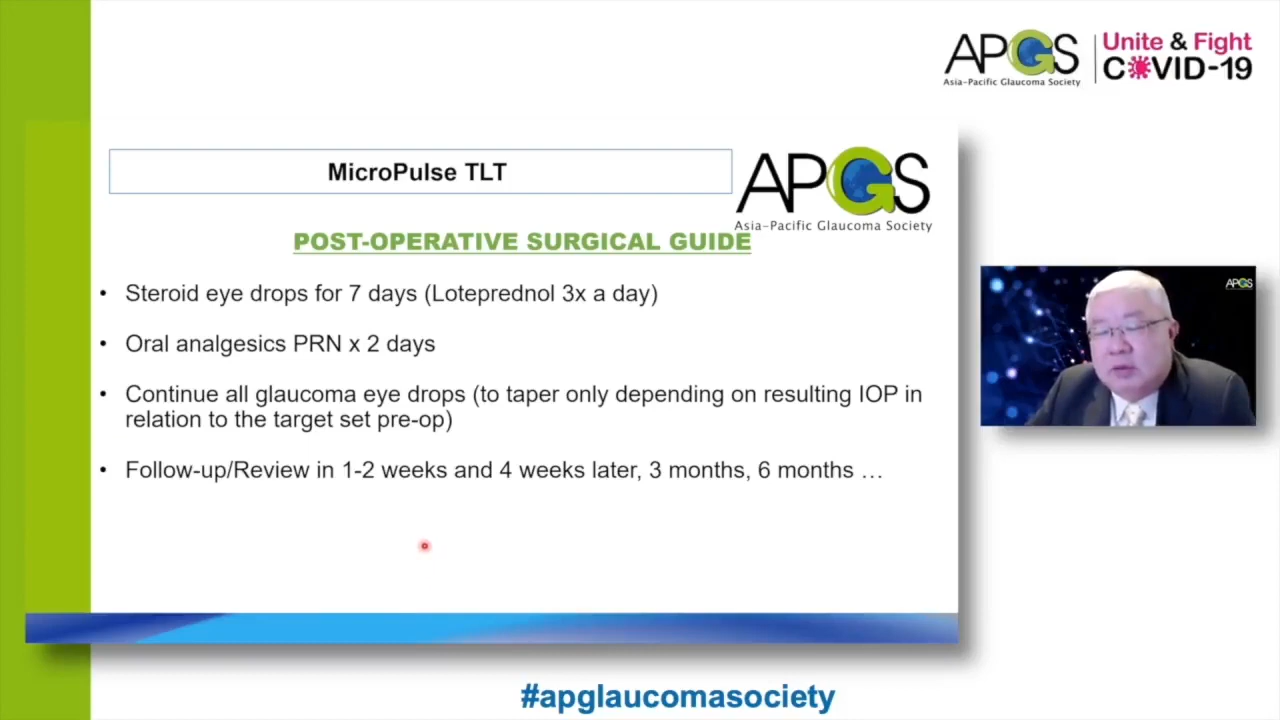 APGS
Asia-Pacific Glaucoma Society
Unite & Fight
COVID-19
MicroPulse TLT
APGS
Asia-Pacific Glaucoma Society
POST-OPERATIVE SURGICAL GUIDE
• Steroid eye drops for 7 days (Loteprednol 3x a day)
• Oral analgesics PRN x 2 days
• Continue all glaucoma eye drops (to taper only depending on resulting IOP in
relation to the target set pre-op)
• Follow-up/Review in 1-2 weeks and 4 weeks later, 3 months, 6 months …
APGS
#apglaucomasociety